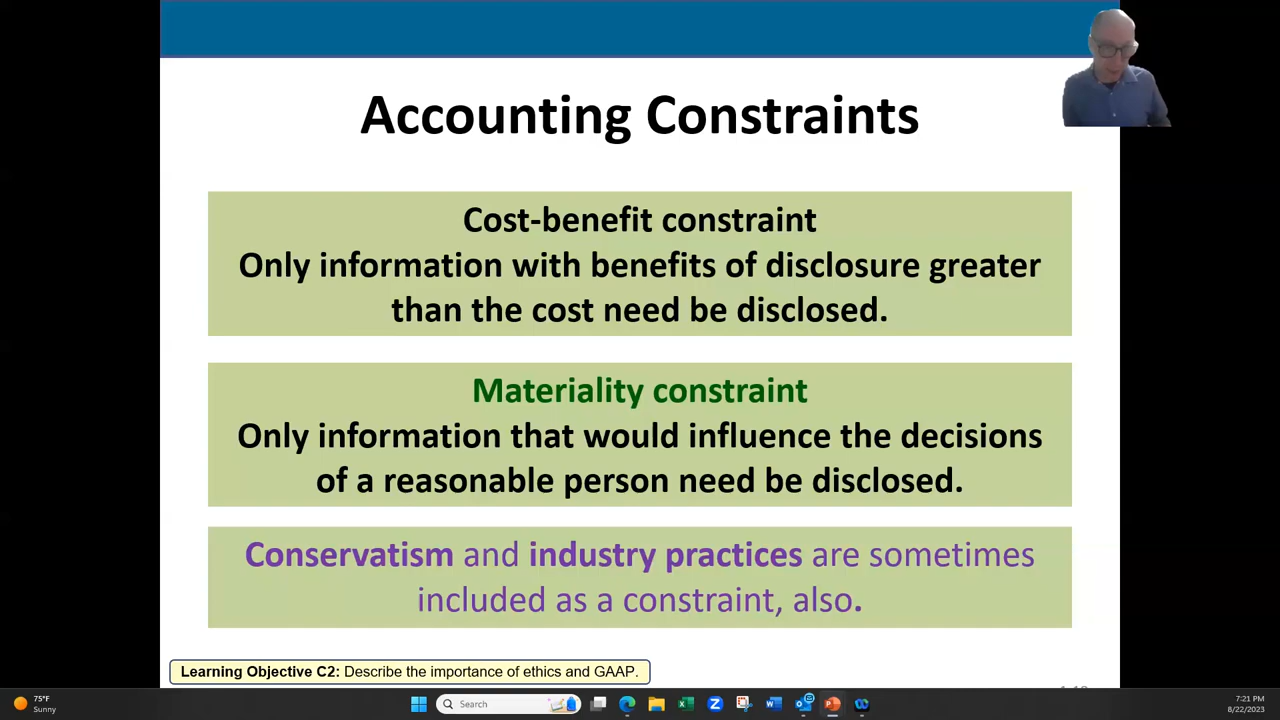 Accounting Constraints
Cost-benefit constraint
Only information with benefits of disclosure greater
than the cost need be disclosed.
Materiality constraint
Only information that would influence the decisions
of a reasonable person need be disclosed.
Conservatism and industry practices are sometimes
included as a constraint, also.
Learning Objective C2: Describe the importance of ethics and GAAP.
75°F
Sunny
Search
7:21 PM
8/22/2023